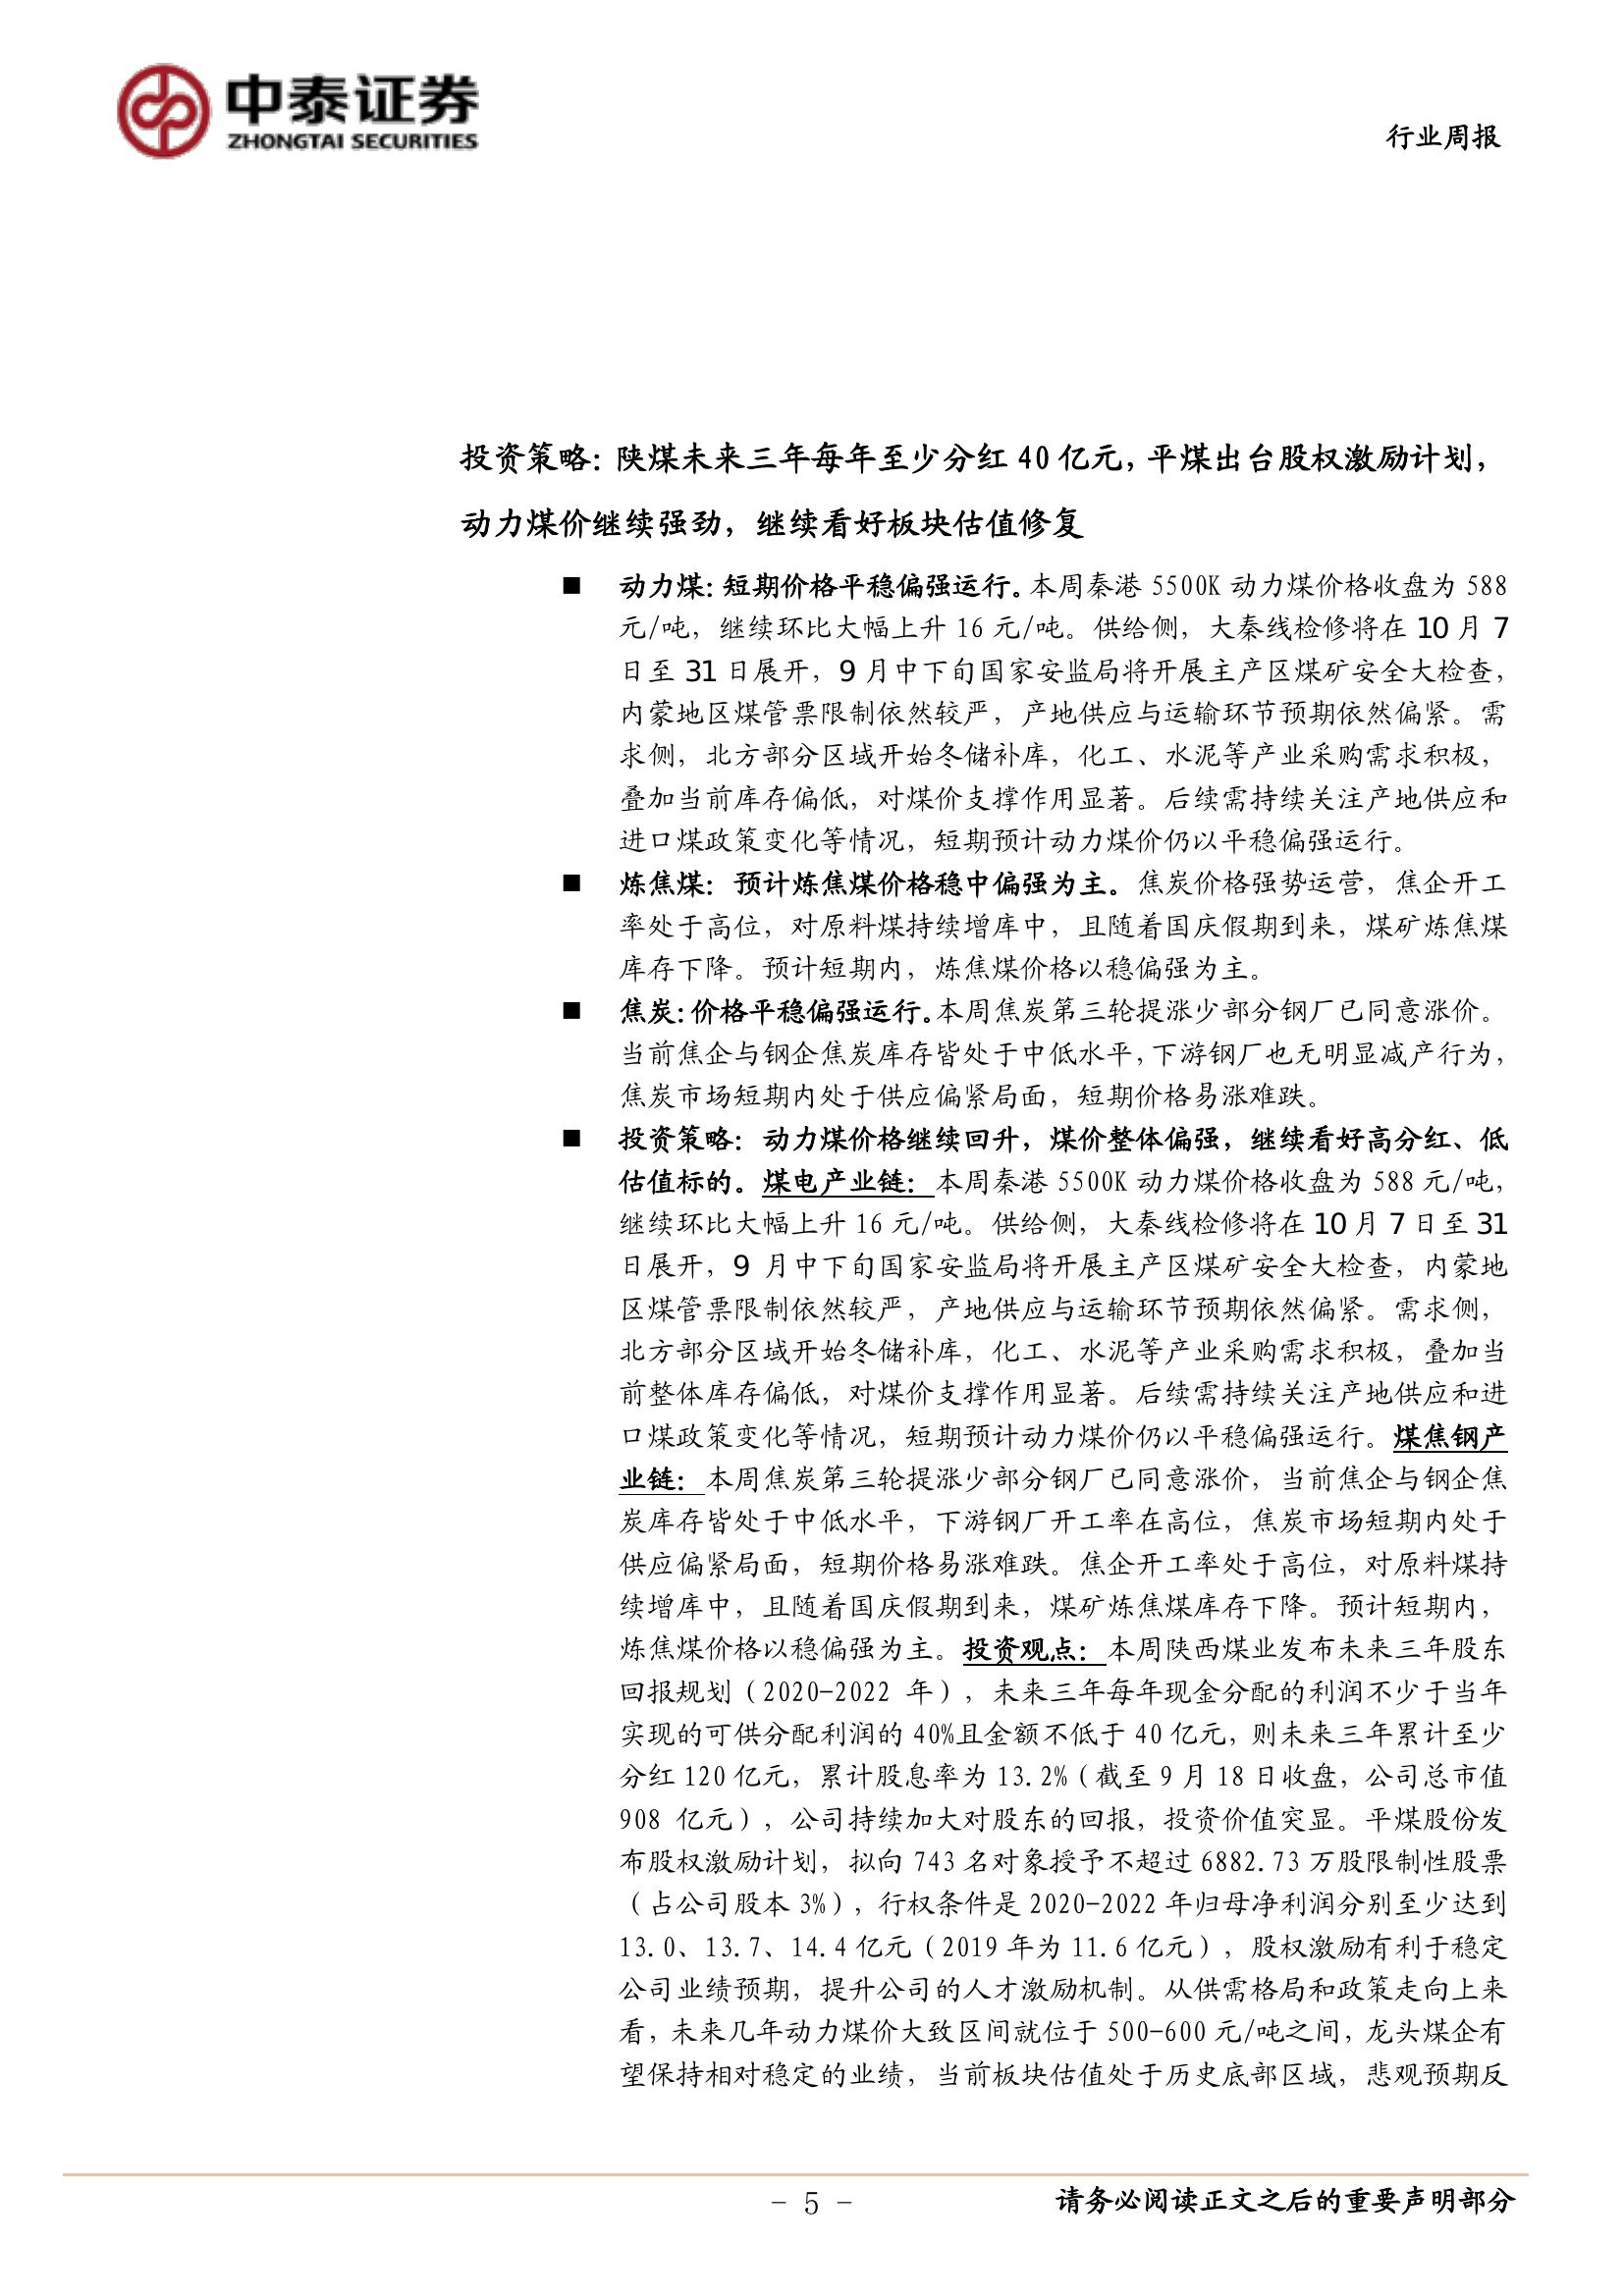 中泰证券
ZHONGTAI SECURITIES
行业周报
投资策略：陕煤未来三年每年至少分红 40 亿元，平煤出台股权激励计划，
动力煤价继续强劲，继续看好板块估值修复
■ 动力煤：短期价格平稳偏强运行。本周秦港 5500K 动力煤价格收盘为 588
元/吨，继续环比大幅上升 16 元/吨。供给侧，大秦线检修将在 10 月 7
日至 31 日展开，9 月中下旬国家安监局将开展主产区煤矿安全大检查，
内蒙地区煤管票限制依然较严，产地供应与运输环节预期依然偏紧。需
求侧，北方部分区域开始冬储补库，化工、水泥等产业采购需求积极，
叠加当前库存偏低，对煤价支撑作用显著。后续需持续关注产地供应和
进口煤政策变化等情况，短期预计动力煤价仍以平稳偏强运行。
■ 炼焦煤：预计炼焦煤价格稳中偏强为主。焦炭价格强势运营，焦企开工
率处于高位，对原料煤持续增库中，且随着国庆假期到来，煤矿炼焦煤
库存下降。预计短期内，炼焦煤价格以稳偏强为主。
■ 焦炭：价格平稳偏强运行。本周焦炭第三轮提涨少部分钢厂已同意涨价。
当前焦企与钢企焦炭库存皆处于中低水平，下游钢厂也无明显减产行为，
焦炭市场短期内处于供应偏紧局面，短期价格易涨难跌。
■ 投资策略：动力煤价格继续回升，煤价整体偏强，继续看好高分红、低
估值标的。煤电产业链：本周秦港 5500K 动力煤价格收盘为 588 元/吨，
继续环比大幅上升 16 元/吨。供给侧，大秦线检修将在 10 月 7 日至 31
日展开，9 月中下旬国家安监局将开展主产区煤矿安全大检查，内蒙地
区煤管票限制依然较严，产地供应与运输环节预期依然偏紧。需求侧，
北方部分区域开始冬储补库，化工、水泥等产业采购需求积极，叠加当
前整体库存偏低，对煤价支撑作用显著。后续需持续关注产地供应和进
口煤政策变化等情况，短期预计动力煤价仍以平稳偏强运行。煤焦钢产
业链：本周焦炭第三轮提涨少部分钢厂已同意涨价，当前焦企与钢企焦
炭库存皆处于中低水平，下游钢厂开工率在高位，焦炭市场短期内处于
供应偏紧局面，短期价格易涨难跌。焦企开工率处于高位，对原料煤持
续增库中，且随着国庆假期到来，煤矿炼焦煤库存下降。预计短期内，
炼焦煤价格以稳偏强为主。投资观点：本周陕西煤业发布未来三年股东
回报规划（2020-2022 年），未来三年每年现金分配的利润不少于当年
实现的可供分配利润的 40%且金额不低于 40 亿元，则未来三年累计至少
分红 120 亿元，累计股息率为 13.2%（截至 9 月 18 日收盘，公司总市值
908 亿元），公司持续加大对股东的回报，投资价值突显。平煤股份发
布股权激励计划，拟向 743 名对象授予不超过 6882.73 万股限制性股票
（占公司股本 3%），行权条件是 2020-2022 年归母净利润分别至少达到
13.0、13.7、14.4 亿元（2019 年为 11.6 亿元），股权激励有利于稳定
公司业绩预期，提升公司的人才激励机制。从供需格局和政策走向上来
看，未来几年动力煤价大致区间就位于 500-600 元/吨之间，龙头煤企有
望保持相对稳定的业绩，当前板块估值处于历史底部区域，悲观预期反
- 5 -
请务必阅读正文之后的重要声明部分